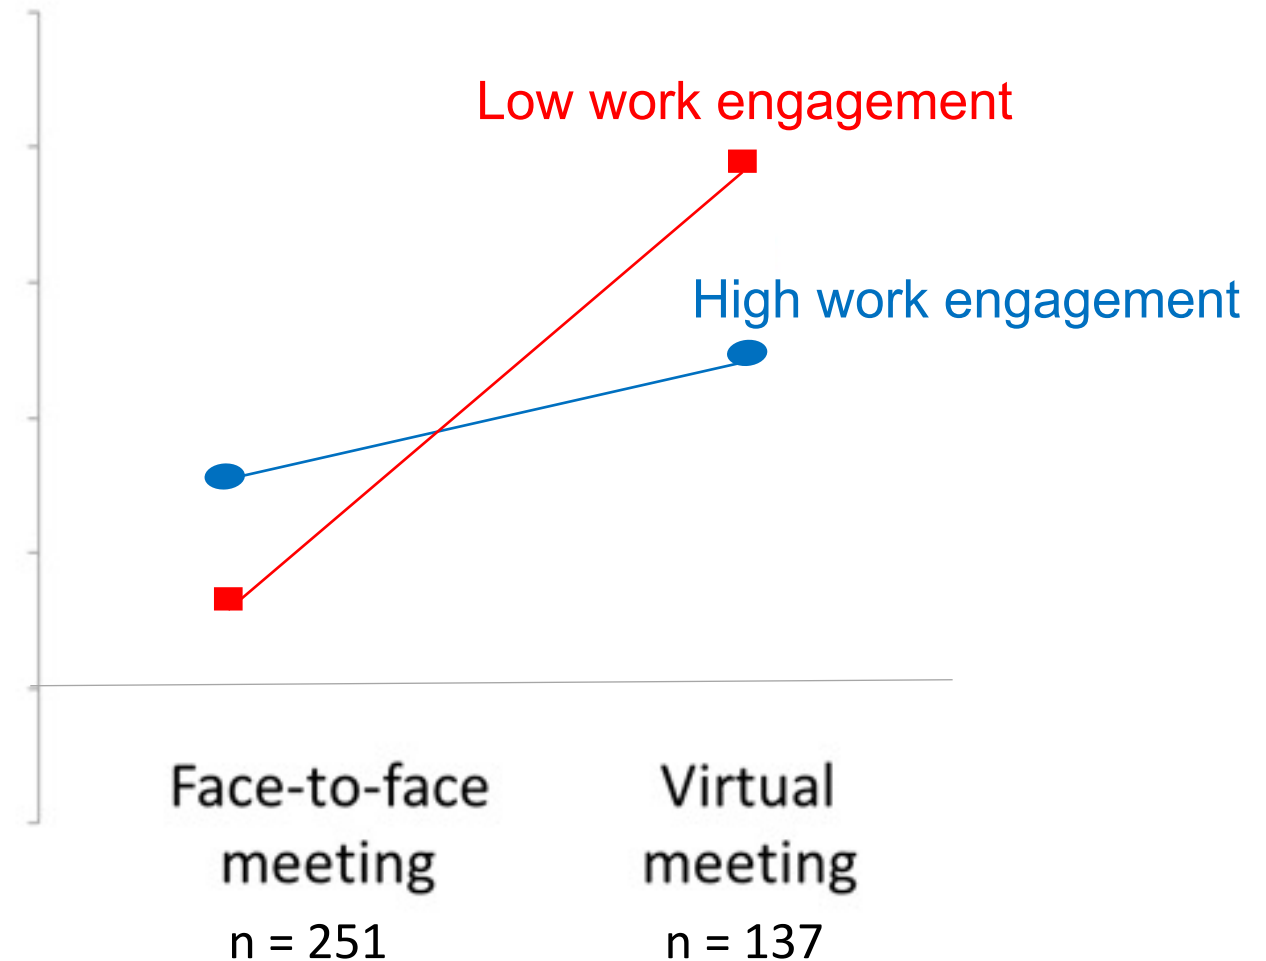 Low work engagement
High work engagement
Face-to-face
meeting
n = 251
Virtual
meeting
n = 137